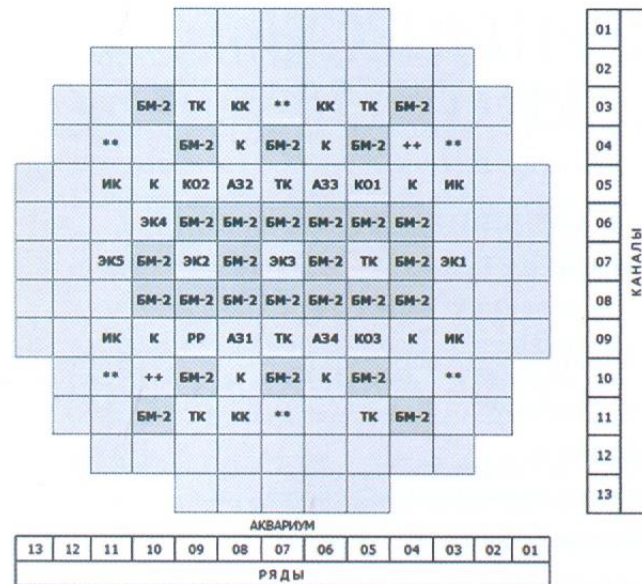 01
02
БМ-2 ТК КК ** КК ТК БМ-2 03
** БМ-2 К БМ-2 К БМ-2 ++ ** 04
ИК К КО2 АЗ2 ТК АЗ3 КО1 К ИК 05
ЭК4 БМ-2 БМ-2 БМ-2 БМ-2 БМ-2 БМ-2 06
ЭК5 БМ-2 ЭК2 БМ-2 ЭК3 БМ-2 ТК БМ-2 ЭК1 07
БМ-2 БМ-2 БМ-2 БМ-2 БМ-2 БМ-2 БМ-2 08
ИК К РР АЗ1 ТК АЗ4 КО3 К ИК 09
** ++ БМ-2 К БМ-2 К БМ-2 ** 10
БМ-2 ТК КК ** ТК БМ-2 11
12
13
КАНАЛЫ
АКВАРИУМ
13 12 11 10 09 08 07 06 05 04 03 02 01
РЯДЫ